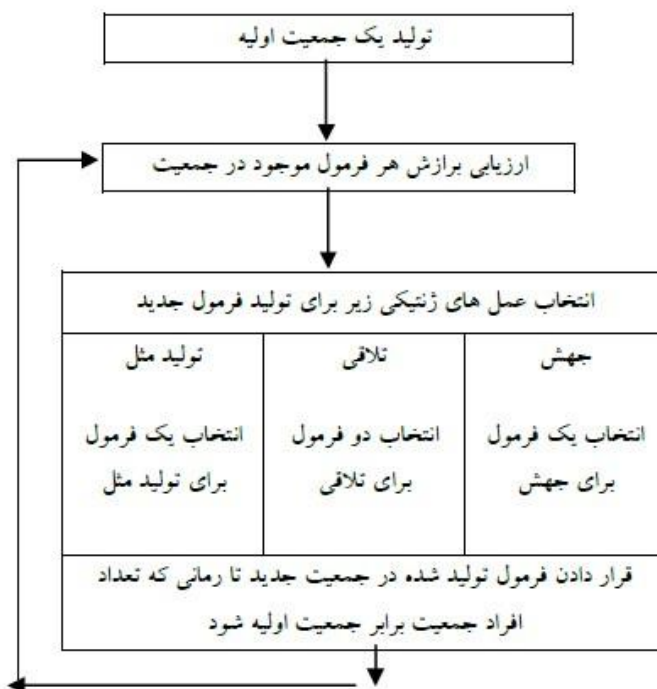 تولید یک جمعیت اولیه
ارزیابی برازش هر فرمول موجود در جمعیت
انتخاب عمل های ژنتیکی زیر برای تولید فرمول جدید
جهش
انتخاب یک فرمول
برای جهش
تلاقی
انتخاب دو فرمول
برای تلاقی
تولید مثل
انتخاب یک فرمول
برای تولید مثل
قرار دادن فرمول تولید شده در جمعیت جدید تا رمانی که تعداد
افراد جمعیت برابر جمعیت اولیه شود